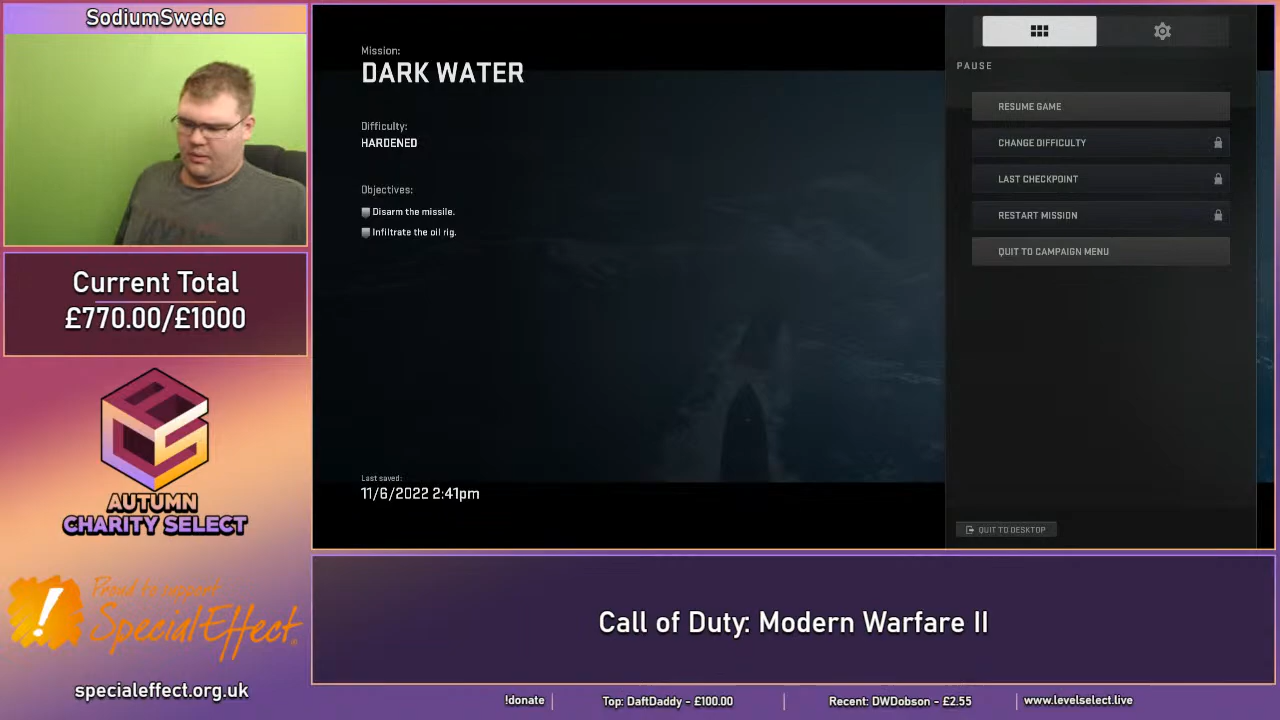 SodiumSwede
Current Total
£770.00/£1000
AUTUMN
CHARITY SELECT
Proud to support
SpecialEffect
specialeffect.org.uk
Mission:
DARK WATER
Difficulty:
HARDENED
Objectives:
Disarm the missile.
Infiltrate the oil rig.
Last saved:
11/6/2022 2:41pm
PAUSE
RESUME GAME
CHANGE DIFFICULTY
LAST CHECKPOINT
RESTART MISSION
QUIT TO CAMPAIGN MENU
QUIT TO DESKTOP
Call of Duty: Modern Warfare II
!donate
Top: DaftDaddy - £100.00
Recent: DWDobson - £2.55
www.levelselect.live